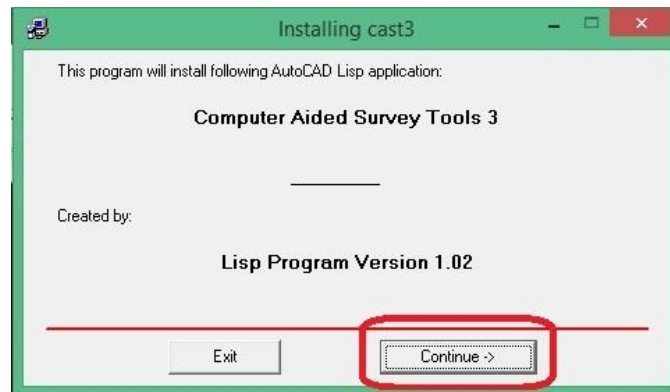 Installing cast3
This program will install following AutoCAD Lisp application:
Computer Aided Survey Tools 3
Created by:
Lisp Program Version 1.02
Exit
Continue ->